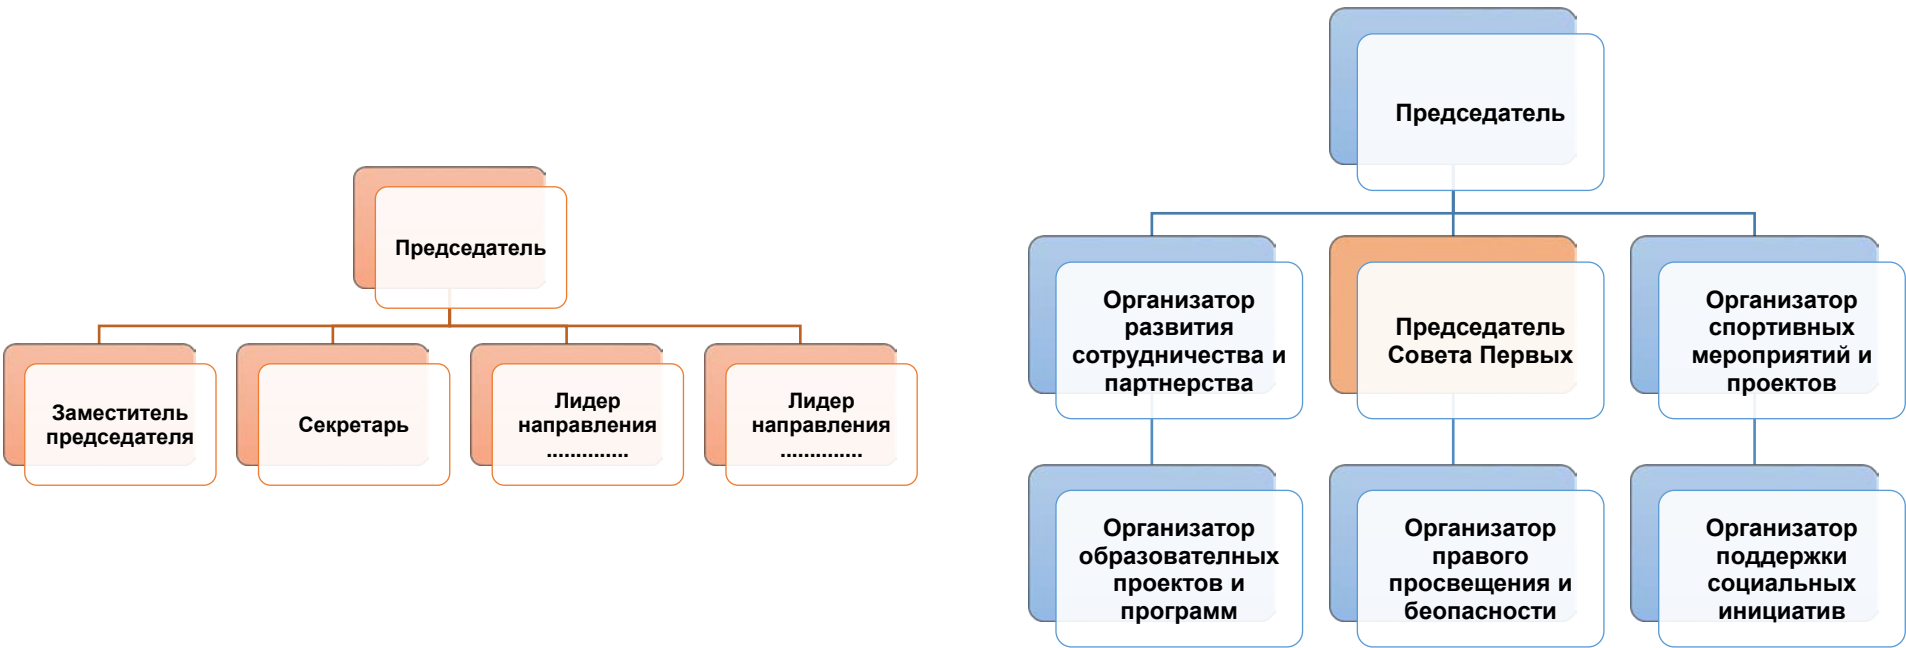 Председатель
Заместитель
председателя
Секретарь
Лидер
направления
..............
Лидер
направления
..............
Председатель
Организатор
развития
сотрудничества и
партнерства
Председатель
Совета Первых
Организатор
спортивных
мероприятий и
проектов
Организатор
образователных
проектов и
программ
Организатор
правого
просвещения и
беопасности
Организатор
поддержки
социальных
инициатив